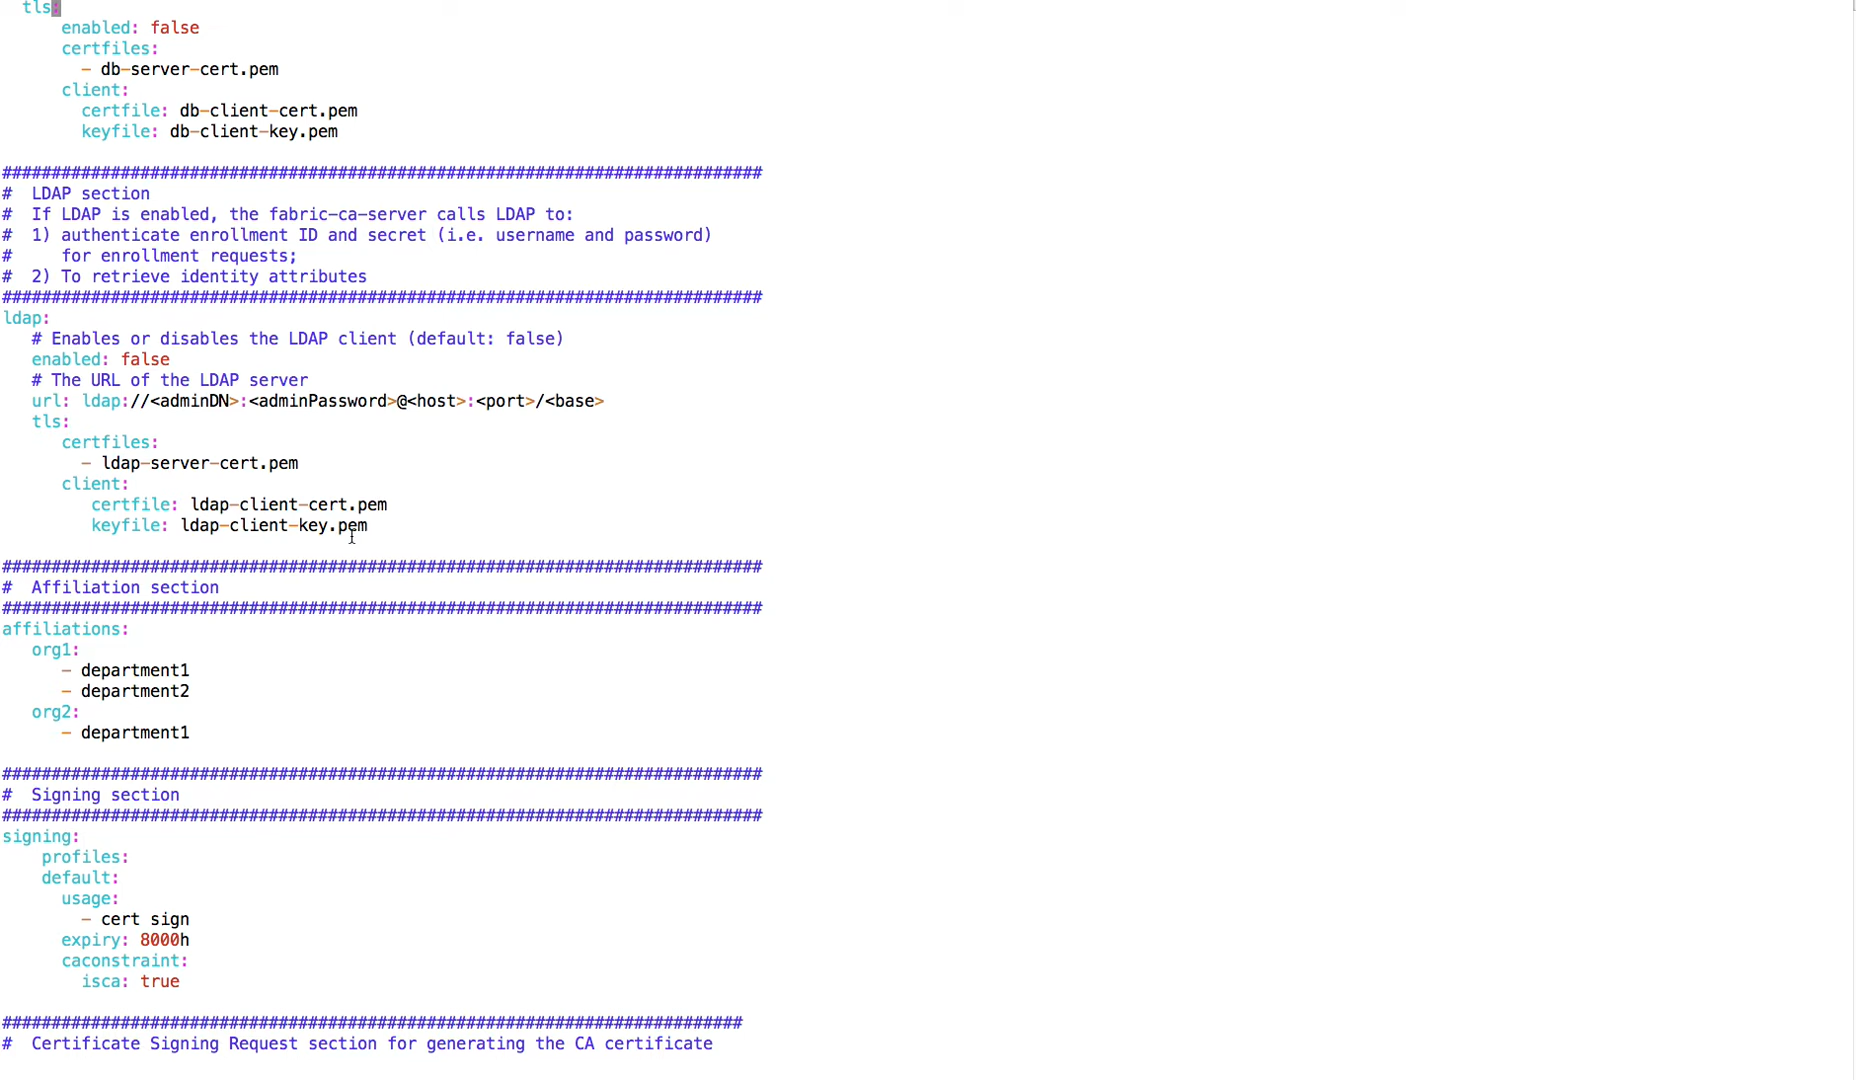 tls:
enabled: false
certfiles:
- db-server-cert.pem
client:
certfile: db-client-cert.pem
keyfile: db-client-key.pem
#############################################################################
# LDAP section
# If LDAP is enabled, the fabric-ca-server calls LDAP to:
# 1) authenticate enrollment ID and secret (i.e. username and password)
# for enrollment requests;
# 2) To retrieve identity attributes
#############################################################################
ldap:
# Enables or disables the LDAP client (default: false)
enabled: false
# The URL of the LDAP server
url: ldap://<adminDN>:<adminPassword>@<host>:<port>/<base>
tls:
certfiles:
- ldap-server-cert.pem
client:
certfile: ldap-client-cert.pem
keyfile: ldap-client-key.pem
#############################################################################
# Affiliation section
#############################################################################
affiliations:
org1:
- department1
- department2
org2:
- department1
#############################################################################
# Signing section
#############################################################################
signing:
profiles:
default:
usage:
- cert sign
expiry: 8000h
caconstraint:
isca: true
###########################################################################
# Certificate Signing Request section for generating the CA certificate